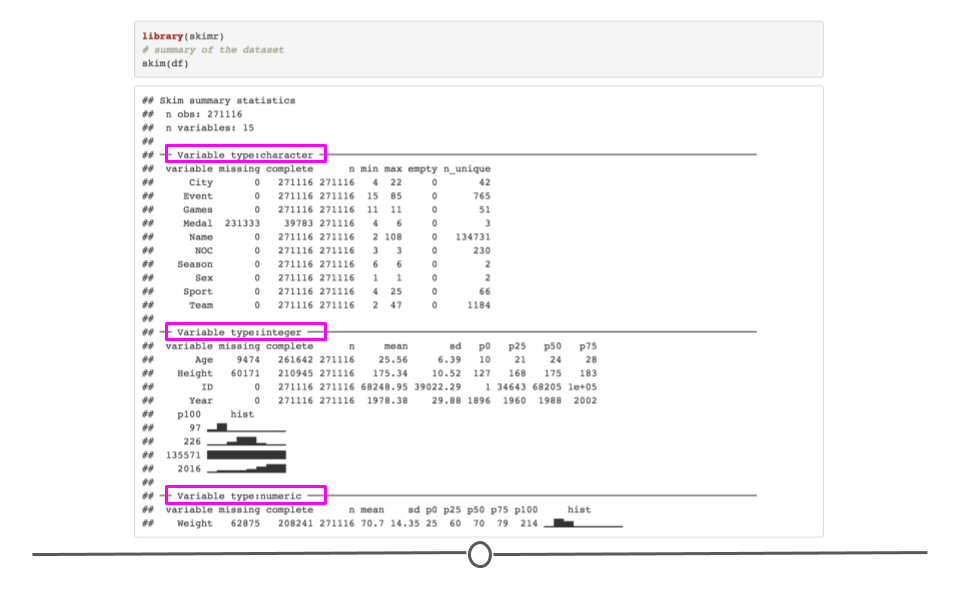 library(skimr)
# summary of the dataset
skim(df)
## Skim summary statistics
##  n obs: 271116
##  n variables: 15
##
## ── Variable type:character ──
##  variable missing complete      n min max empty n_unique
##      City       0   271116 271116   4  22     0       42
##     Event       0   271116 271116  15  85     0      765
##     Games       0   271116 271116  11  11     0       51
##     Medal  231333    39783 271116   4   6     0        3
##      Name       0   271116 271116   2 108     0   134731
##       NOC       0   271116 271116   3   3     0      230
##    Season       0   271116 271116   6   6     0        2
##       Sex       0   271116 271116   1   1     0        2
##     Sport       0   271116 271116   4  25     0       66
##      Team       0   271116 271116   2  47     0     1184
##
## ── Variable type:integer ──
##  variable missing complete      n     mean       sd   p0   p25   p50   p75
##       Age    9474   261642 271116    25.56     6.39   10    21    24    28
##    Height   60171   210945 271116   175.34    10.52  127   168   175   183
##        ID       0   271116 271116 68248.95 39022.29    1 34643 68205 1e+05
##      Year       0   271116 271116  1978.38    29.88 1896  1960  1988  2002
##    p100     hist
##      97
##     226
##  135571
##    2016
##
## ── Variable type:numeric ──
##  variable missing complete      n mean    sd p0 p25 p50 p75 p100     hist
##    Weight   62875   208241 271116 70.7 14.35 25  60  70  79  214